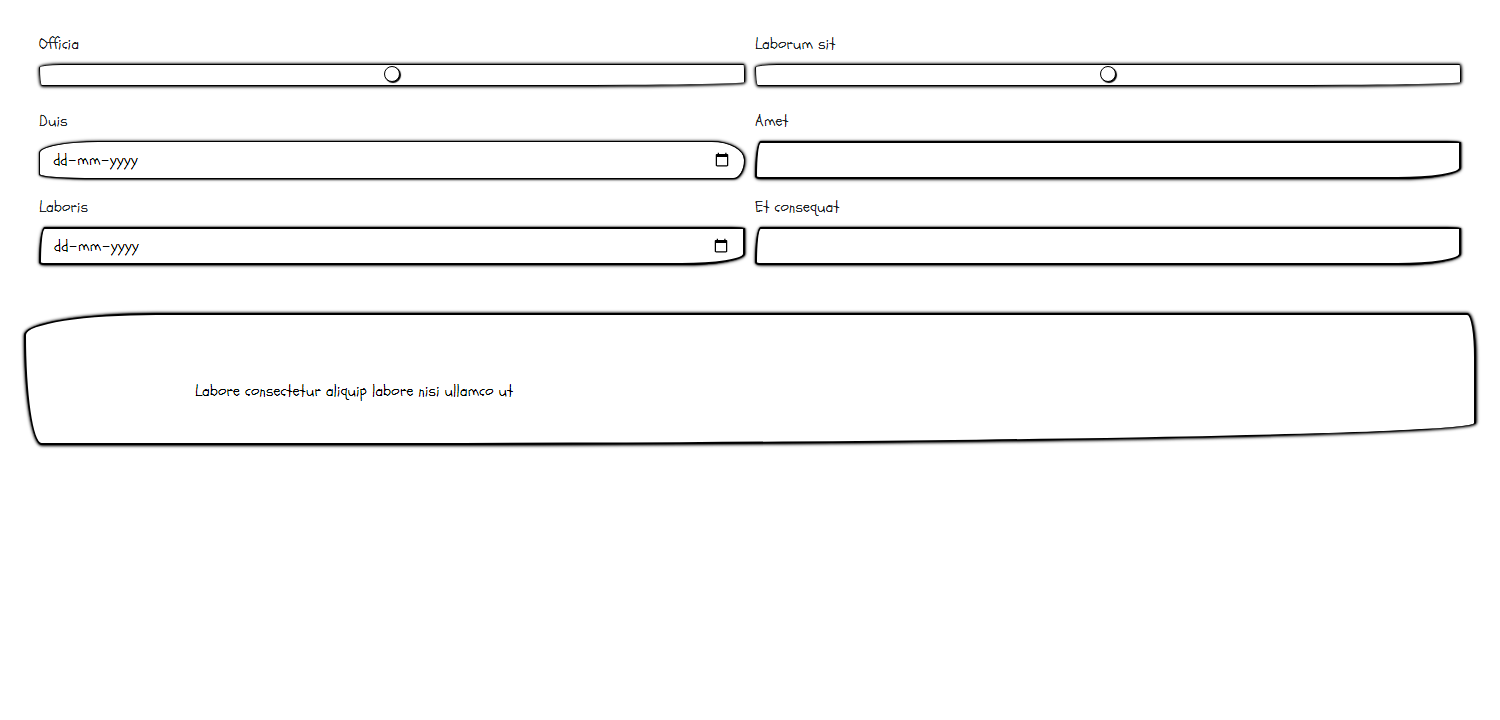 Officia
Laborum sit
Duis
Amet
dd-mm-yyyy
Laboris
Et consequat
dd-mm-yyyy
Labore consectetur aliquip labore nisi ullamco ut